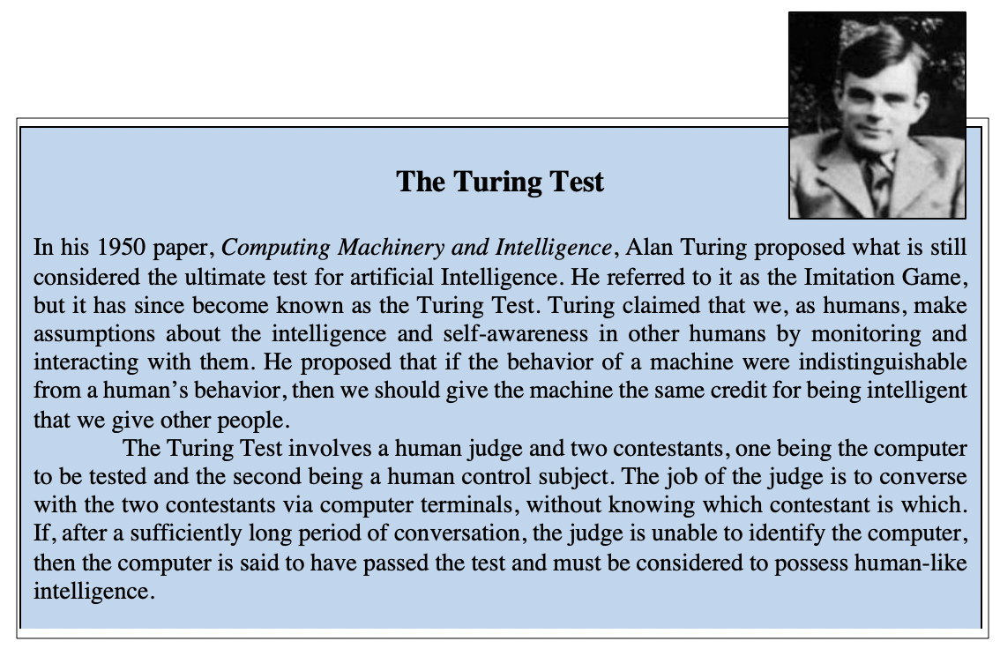 The Turing Test
In his 1950 paper, Computing Machinery and Intelligence, Alan Turing proposed what is still
considered the ultimate test for artificial Intelligence. He referred to it as the Imitation Game,
but it has since become known as the Turing Test. Turing claimed that we, as humans, make
assumptions about the intelligence and self-awareness in other humans by monitoring and
interacting with them. He proposed that if the behavior of a machine were indistinguishable
from a human’s behavior, then we should give the machine the same credit for being intelligent
that we give other people.
The Turing Test involves a human judge and two contestants, one being the computer
to be tested and the second being a human control subject. The job of the judge is to converse
with the two contestants via computer terminals, without knowing which contestant is which.
If, after a sufficiently long period of conversation, the judge is unable to identify the computer,
then the computer is said to have passed the test and must be considered to possess human-like
intelligence.